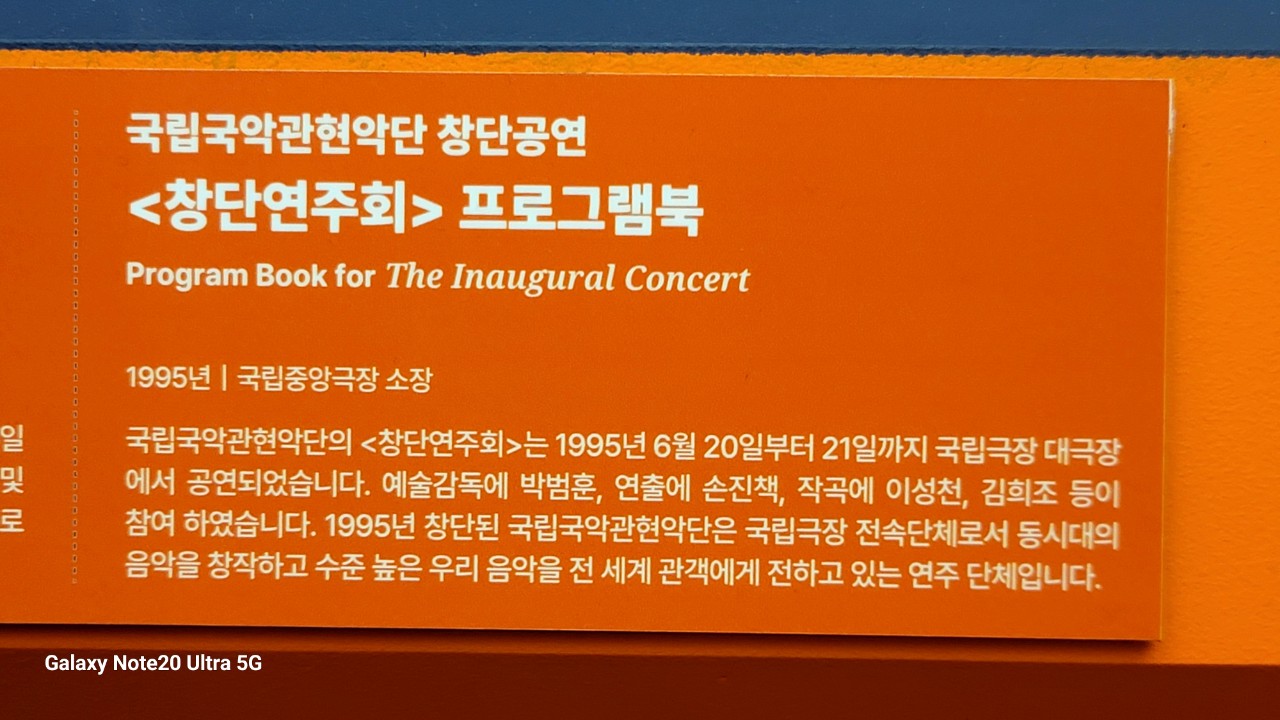 국립국악관현악단 창단공연
<창단연주회> 프로그램북
Program Book for The Inaugural Concert
1995년 | 국립중앙극장 소장
국립국악관현악단의 <창단연주회>는 1995년 6월 20일부터 21일까지 국립극장 대극장
에서 공연되었습니다. 예술감독에 박범훈, 연출에 손진책, 작곡에 이성천, 김희조 등이
참여 하였습니다. 1995년 창단된 국립국악관현악단은 국립극장 전속단체로서 동시대의
음악을 창작하고 수준 높은 우리 음악을 전 세계 관객에게 전하고 있는 연주 단체입니다.
일
및
로
Galaxy Note20 Ultra 5G